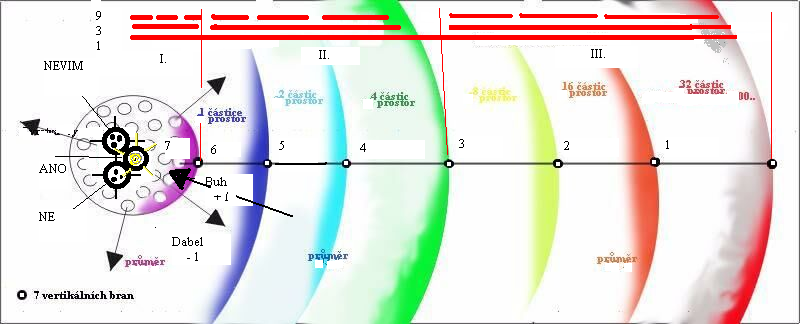 9
3
1
I.
II.
III.
NEVIM
1 částice
prostor
2 částic
prostor
4 částic
prostor
8 částic
prostor
16 částic
prostor
32 částic
prostor
00..
7
6
5
4
3
2
1
ANO
Buh
+ 1
NE
Dabel
- 1
průměr
průměr
průměr
7 vertikálních bran